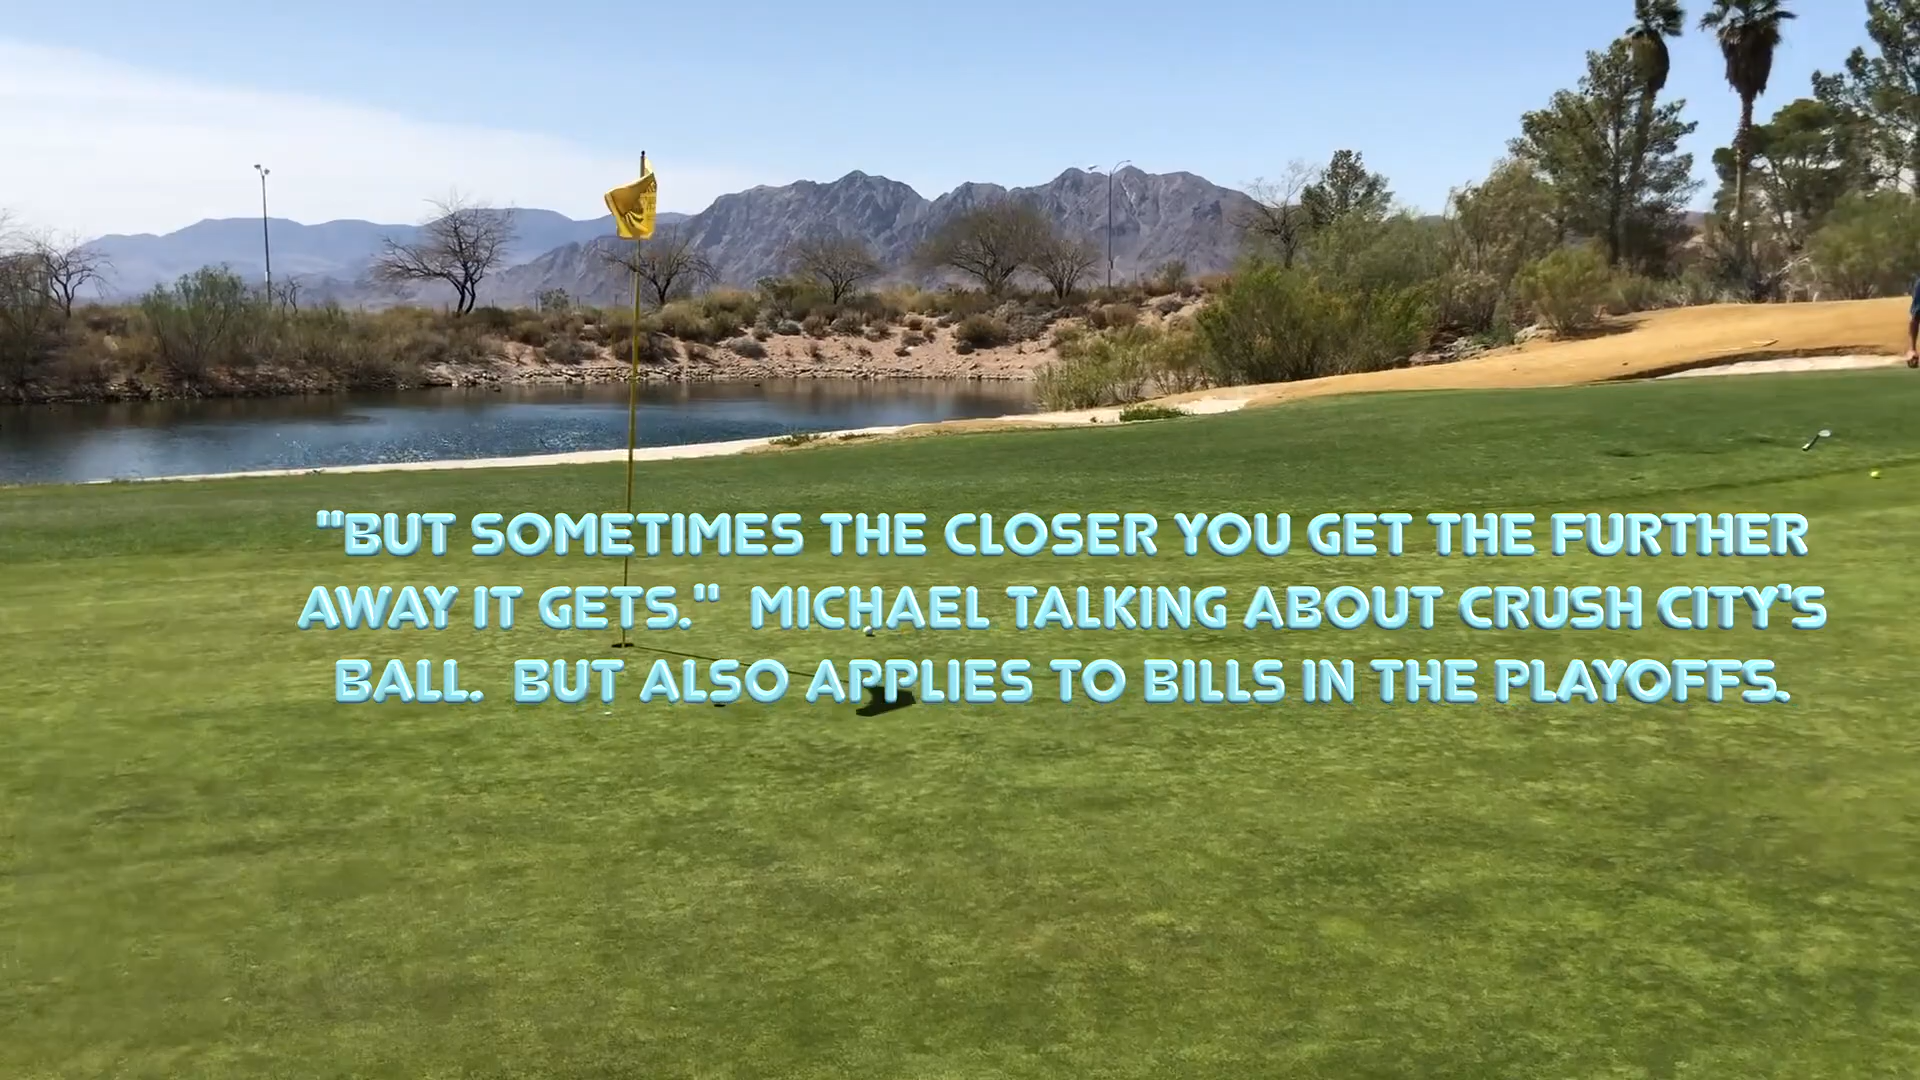 "BUT SOMETIMES THE CLOSER YOU GET THE FURTHER
AWAY IT GETS."  MICHAEL TALKING ABOUT CRUSH CITY'S
BALL.  BUT ALSO APPLIES TO BILLS IN THE PLAYOFFS.